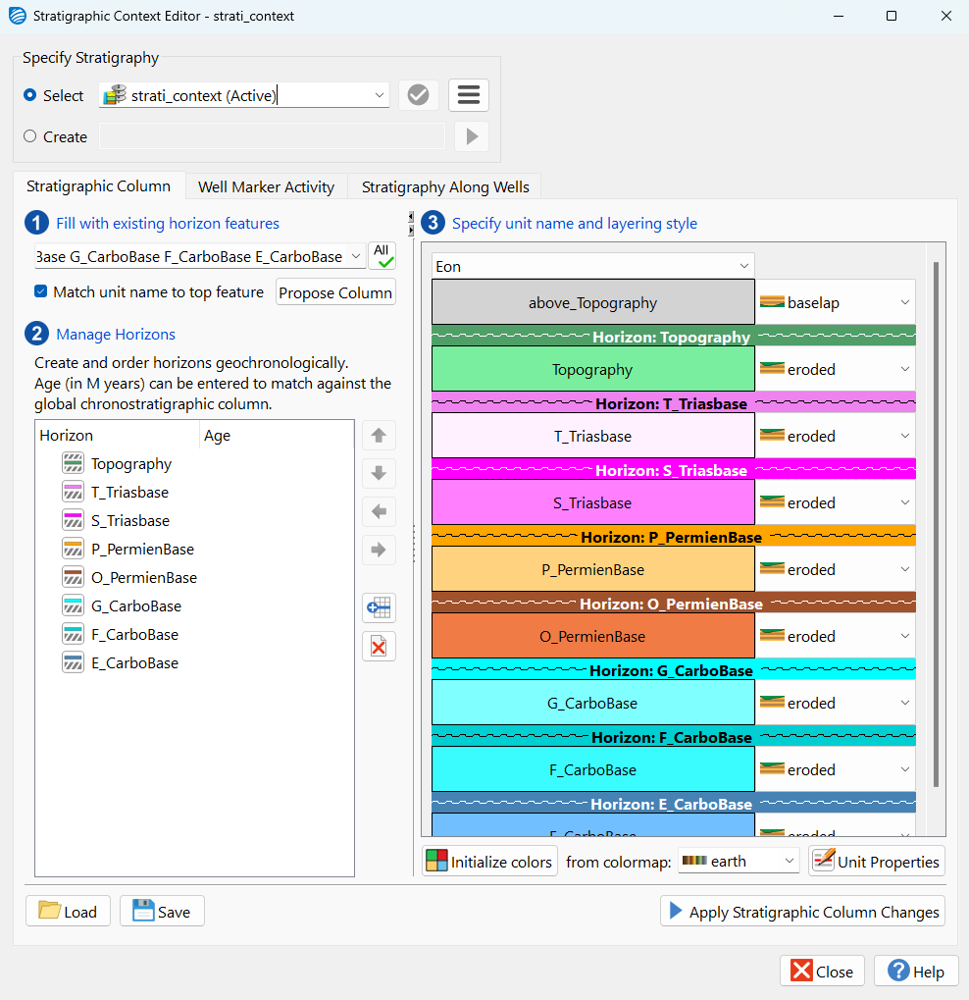 Stratigraphic Context Editor - strati_context
Specify Stratigraphy
Select strati_context (Active)
Create
Stratigraphic Column Well Marker Activity Stratigraphy Along Wells
1 Fill with existing horizon features
Base G_CarboBase F_CarboBase E_CarboBase All
Match unit name to top feature Propose Column
2 Manage Horizons
Create and order horizons geochronologically.
Age (in M years) can be entered to match against the
global chronostratigraphic column.
Horizon Age
Topography
T_Triasbase
S_Triasbase
P_PermienBase
O_PermienBase
G_CarboBase
F_CarboBase
E_CarboBase
3 Specify unit name and layering style
Eon
above_Topography baselap
Horizon: Topography
Topography eroded
Horizon: T_Triasbase
T_Triasbase eroded
Horizon: S_Triasbase
S_Triasbase eroded
Horizon: P_PermienBase
P_PermienBase eroded
Horizon: O_PermienBase
O_PermienBase eroded
Horizon: G_CarboBase
G_CarboBase eroded
Horizon: F_CarboBase
F_CarboBase eroded
Horizon: E_CarboBase
E_CarboBase eroded
Initialize colors from colormap: earth Unit Properties
Load Save Apply Stratigraphic Column Changes
Close Help